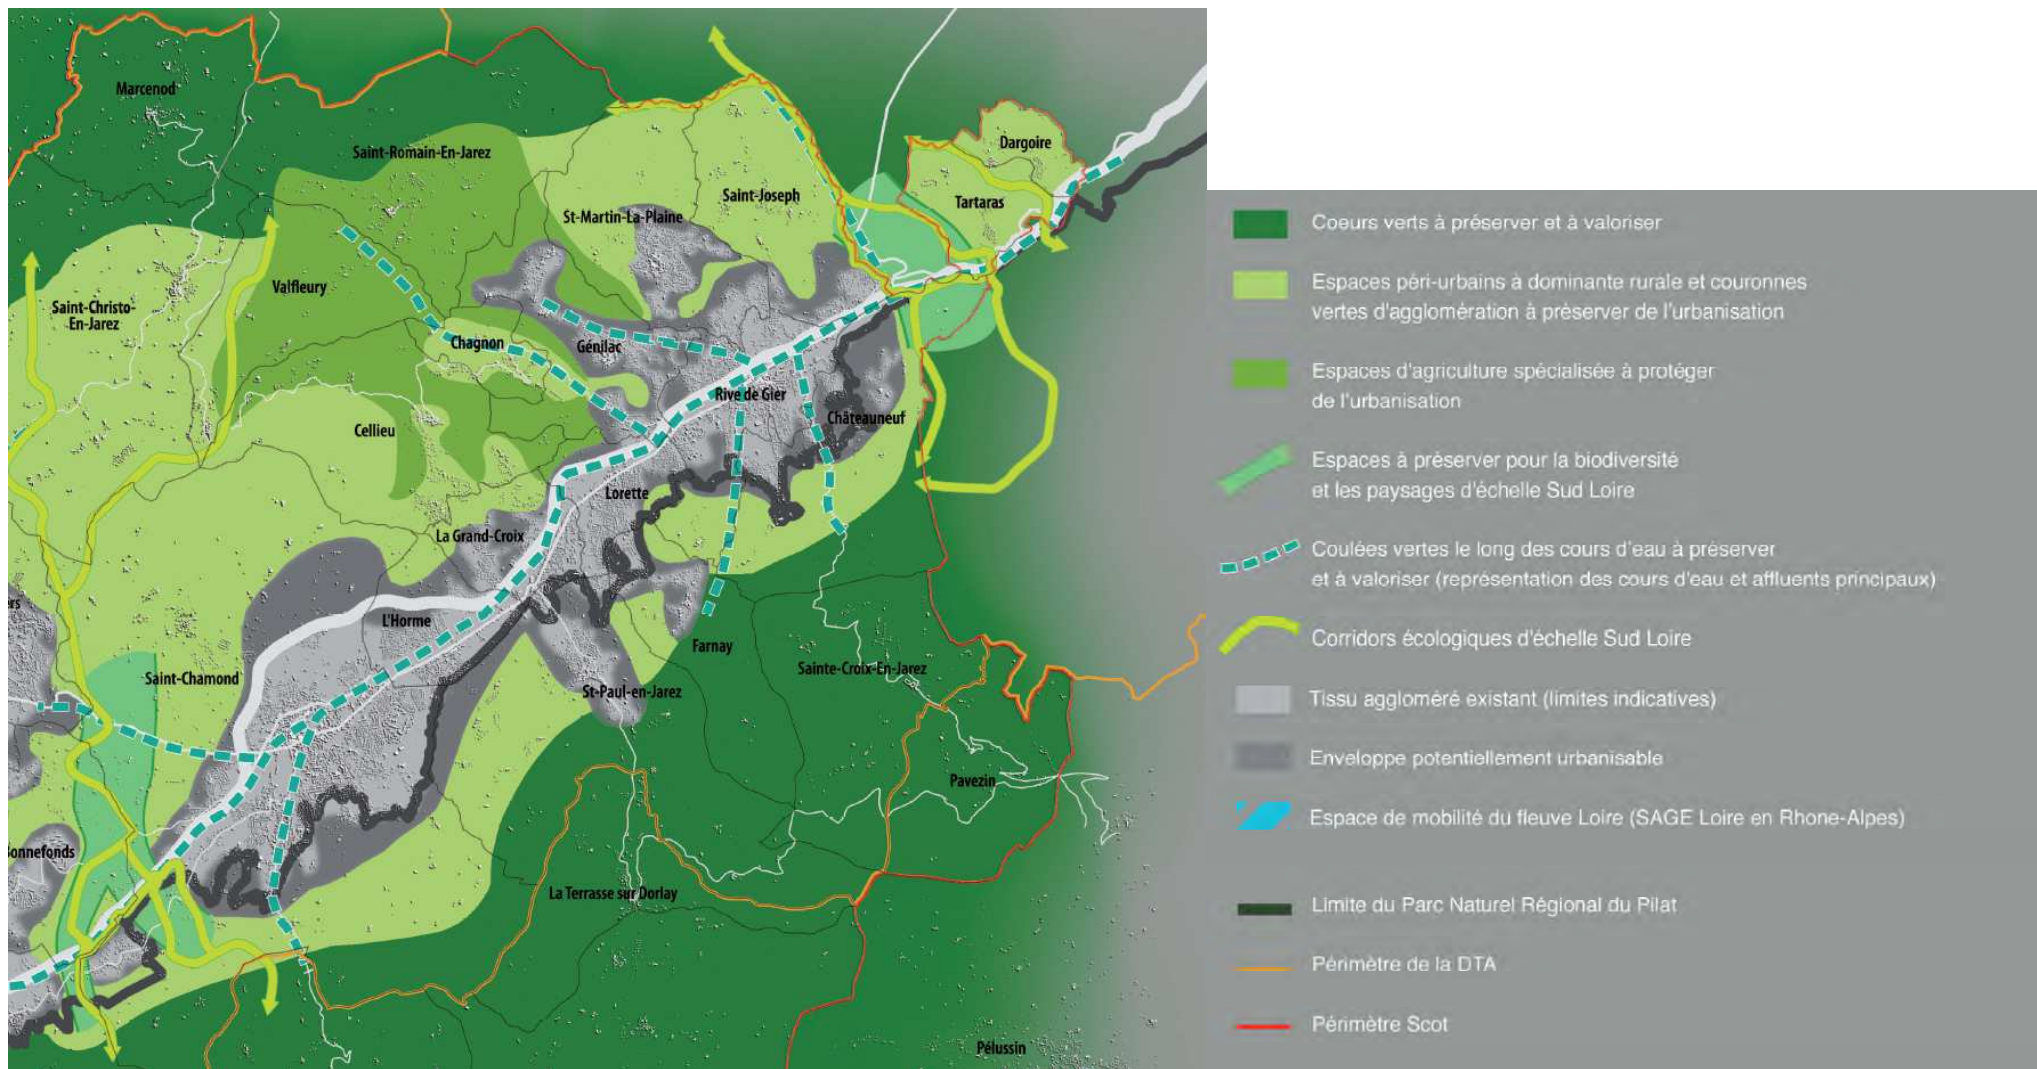 Marcenod
Saint-Romain-En-Jarez
Dargoire
Saint-Joseph
Tartaras
St-Martin-La-Plaine
Valfleury
Saint-Christo-
En-Jarez
Chagnon
Génilac
Rive de Gier
Châteauneuf
Cellieu
Lorette
La Grand-Croix
ers
L'Horme
Farnay
Sainte-Croix-En-Jarez
Saint-Chamond
St-Paul-en-Jarez
Pavezin
Bonnefonds
La Terrasse sur Dorlay
Pélussin
Coeurs verts à préserver et à valoriser
Espaces péri-urbains à dominante rurale et couronnes
vertes d'agglomération à préserver de l'urbanisation
Espaces d'agriculture spécialisée à protéger
de l'urbanisation
Espaces à préserver pour la biodiversité
et les paysages d'échelle Sud Loire
Coulées vertes le long des cours d'eau à préserver
et à valoriser (représentation des cours d'eau et affluents principaux)
Corridors écologiques d'échelle Sud Loire
Tissu aggloméré existant (limites indicatives)
Enveloppe potentiellement urbanisable
Espace de mobilité du fleuve Loire (SAGE Loire en Rhone-Alpes)
Limite du Parc Naturel Régional du Pilat
Périmètre de la DTA
Périmètre Scot